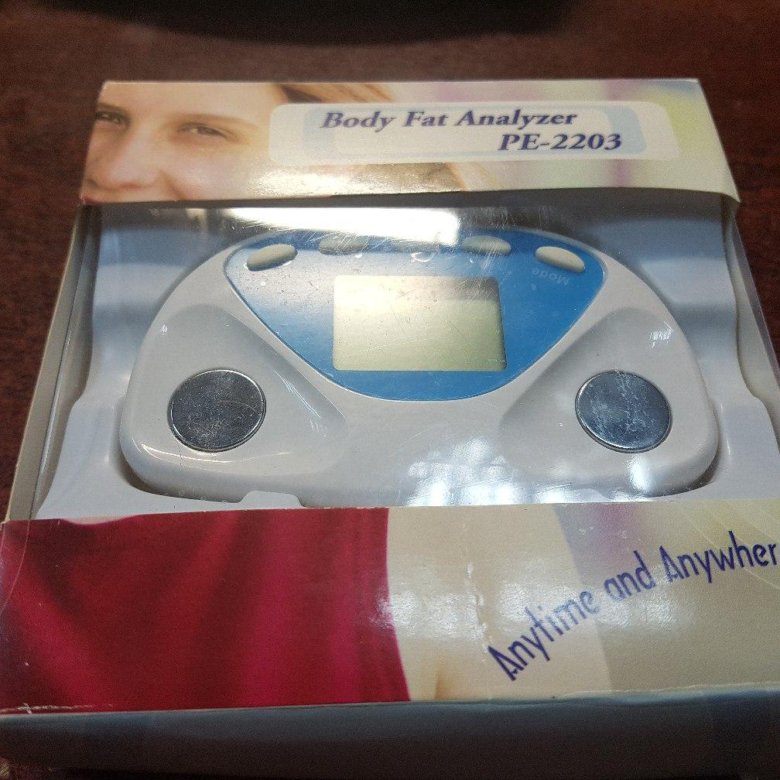 Body Fat Analyzer
PE-2203
Mode
Anytime and Anywher